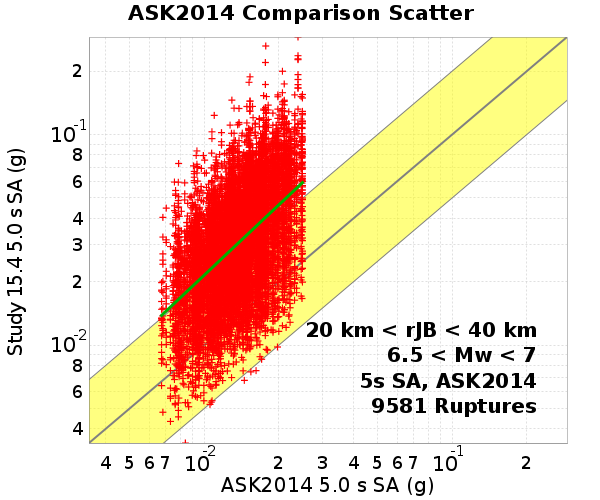 ASK2014 Comparison Scatter
Study 15.4 5.0 s SA (g)
2
10-1
8
6
4
3
2
10-2
8
6
4
20 km < rJB < 40 km
6.5 < Mw < 7
5s SA, ASK2014
9581 Ruptures
4 5 6 7 10-2 2 3 4 5 6 7 10-1 2
ASK2014 5.0 s SA (g)